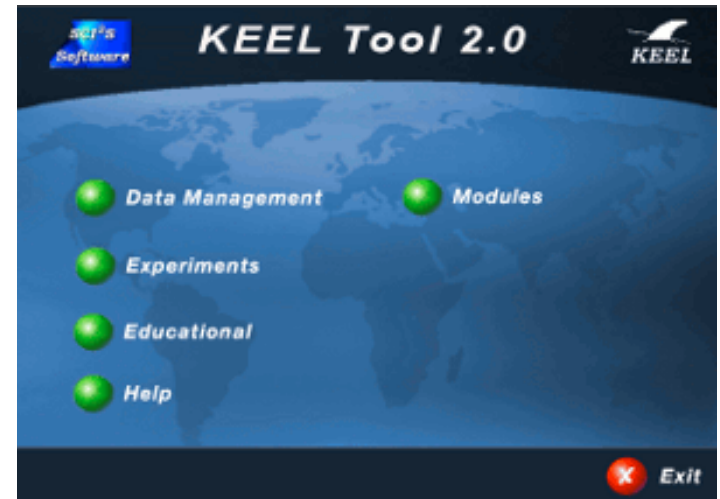 SCI²S
Software
KEEL Tool 2.0
KEEL
Data Management
Modules
Experiments
Educational
Help
X
Exit